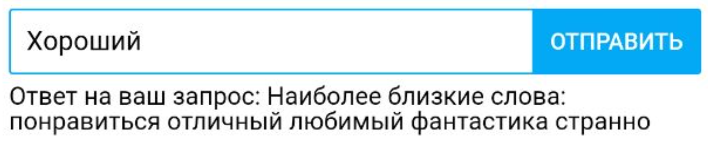 Хороший
ОТПРАВИТЬ
Ответ на ваш запрос: Наиболее близкие слова:
понравиться отличный любимый фантастика странно